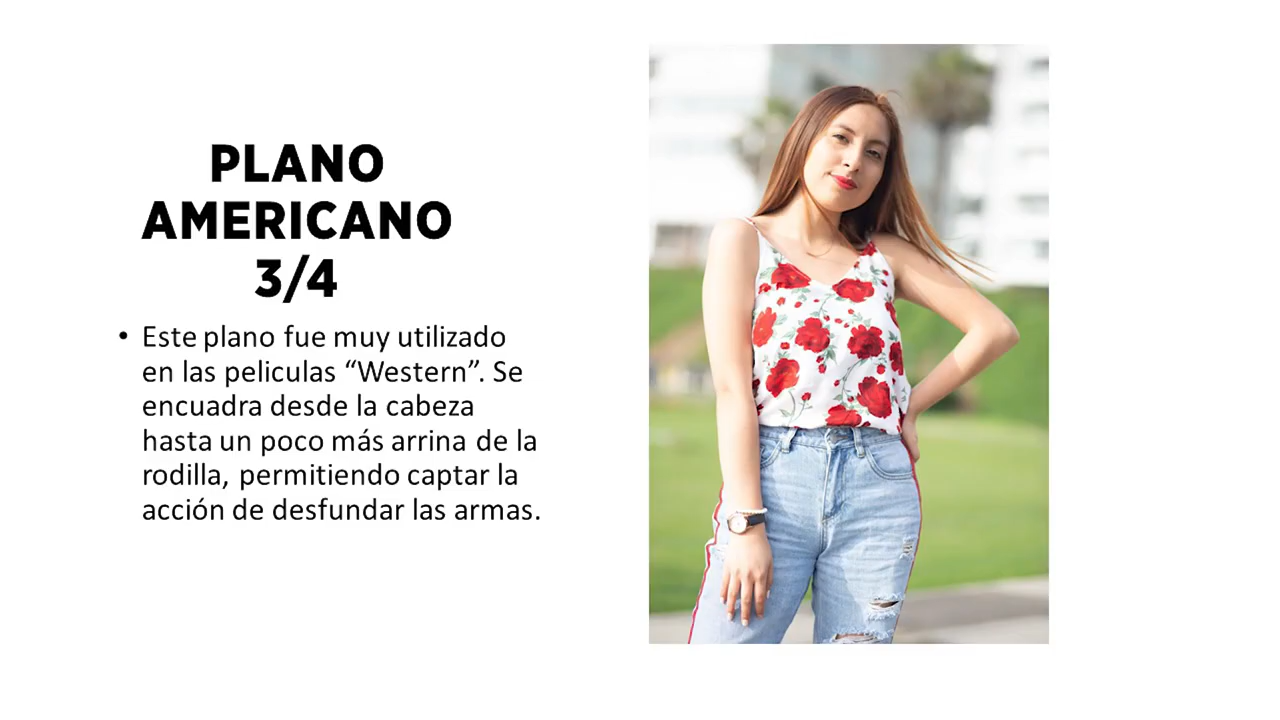 PLANO
AMERICANO
3/4
• Este plano fue muy utilizado
en las peliculas “Western”. Se
encuadra desde la cabeza
hasta un poco más arrina de la
rodilla, permitiendo captar la
acción de desfundar las armas.